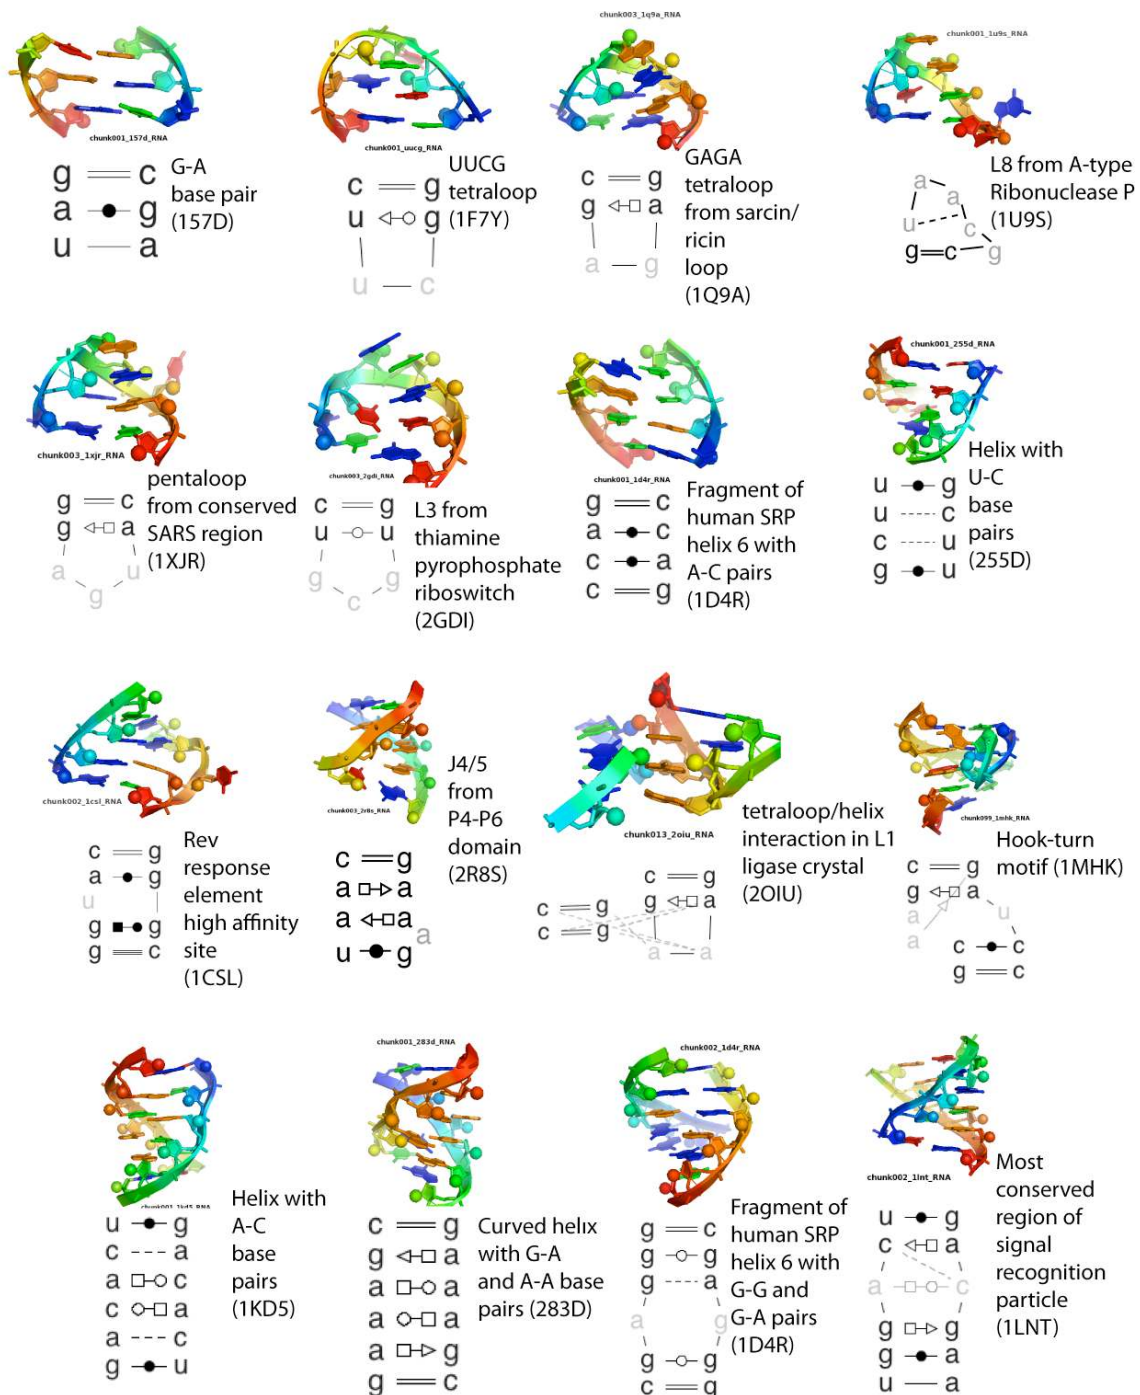 chunk001_157d_RNA
g c
a g
u a
G-A
base pair
(157D)
chunk001_uucg_RNA
c g
u g
u c
UUCG
tetraloop
(1F7Y)
chunk003_1q9a_RNA
c g
g a
a g
GAGA
tetraloop
from sarcin/
ricin
loop
(1Q9A)
chunk001_1u9s_RNA
a
a
u c
g c g
L8 from A-type
Ribonuclease P
(1U9S)
chunk003_1xjr_RNA
g c
g a
a u
g
pentaloop
from conserved
SARS region
(1XJR)
chunk003_2gdi_RNA
c g
u u
g g
c
L3 from
thiamine
pyrophosphate
riboswitch
(2GDI)
chunk001_1d4r_RNA
g c
a c
c a
c g
Fragment of
human SRP
helix 6 with
A-C pairs
(1D4R)
chunk001_255d_RNA
u g
u c
c u
g u
Helix with
U-C
base
pairs
(255D)
chunk002_1csl_RNA
c g
a g
u
g g
g c
Rev
response
element
high affinity
site
(1CSL)
chunk003_2r8s_RNA
c g
a a
a a
a
u g
J4/5
from
P4-P6
domain
(2R8S)
chunk013_2oiu_RNA
c g
g a
c g
c g
a a
tetraloop/helix
interaction in L1
ligase crystal
(2OIU)
chunk099_1mhk_RNA
c g
g a
a u
a
c c
g c
Hook-turn
motif (1MHK)
chunk001_1kd5_RNA
u g
c a
a c
c a
a c
g u
Helix with
A-C
base
pairs
(1KD5)
chunk001_283d_RNA
c g
g a
a a
a a
a g
g c
Curved helix
with G-A
and A-A base
pairs (283D)
chunk002_1d4r_RNA
g c
g g
g a
a g
g g
c g
Fragment of
human SRP
helix 6 with
G-G and
G-A pairs
(1D4R)
chunk002_1lnt_RNA
u g
c a
a c
g g
g a
u a
Most
conserved
region of
signal
recognition
particle
(1LNT)